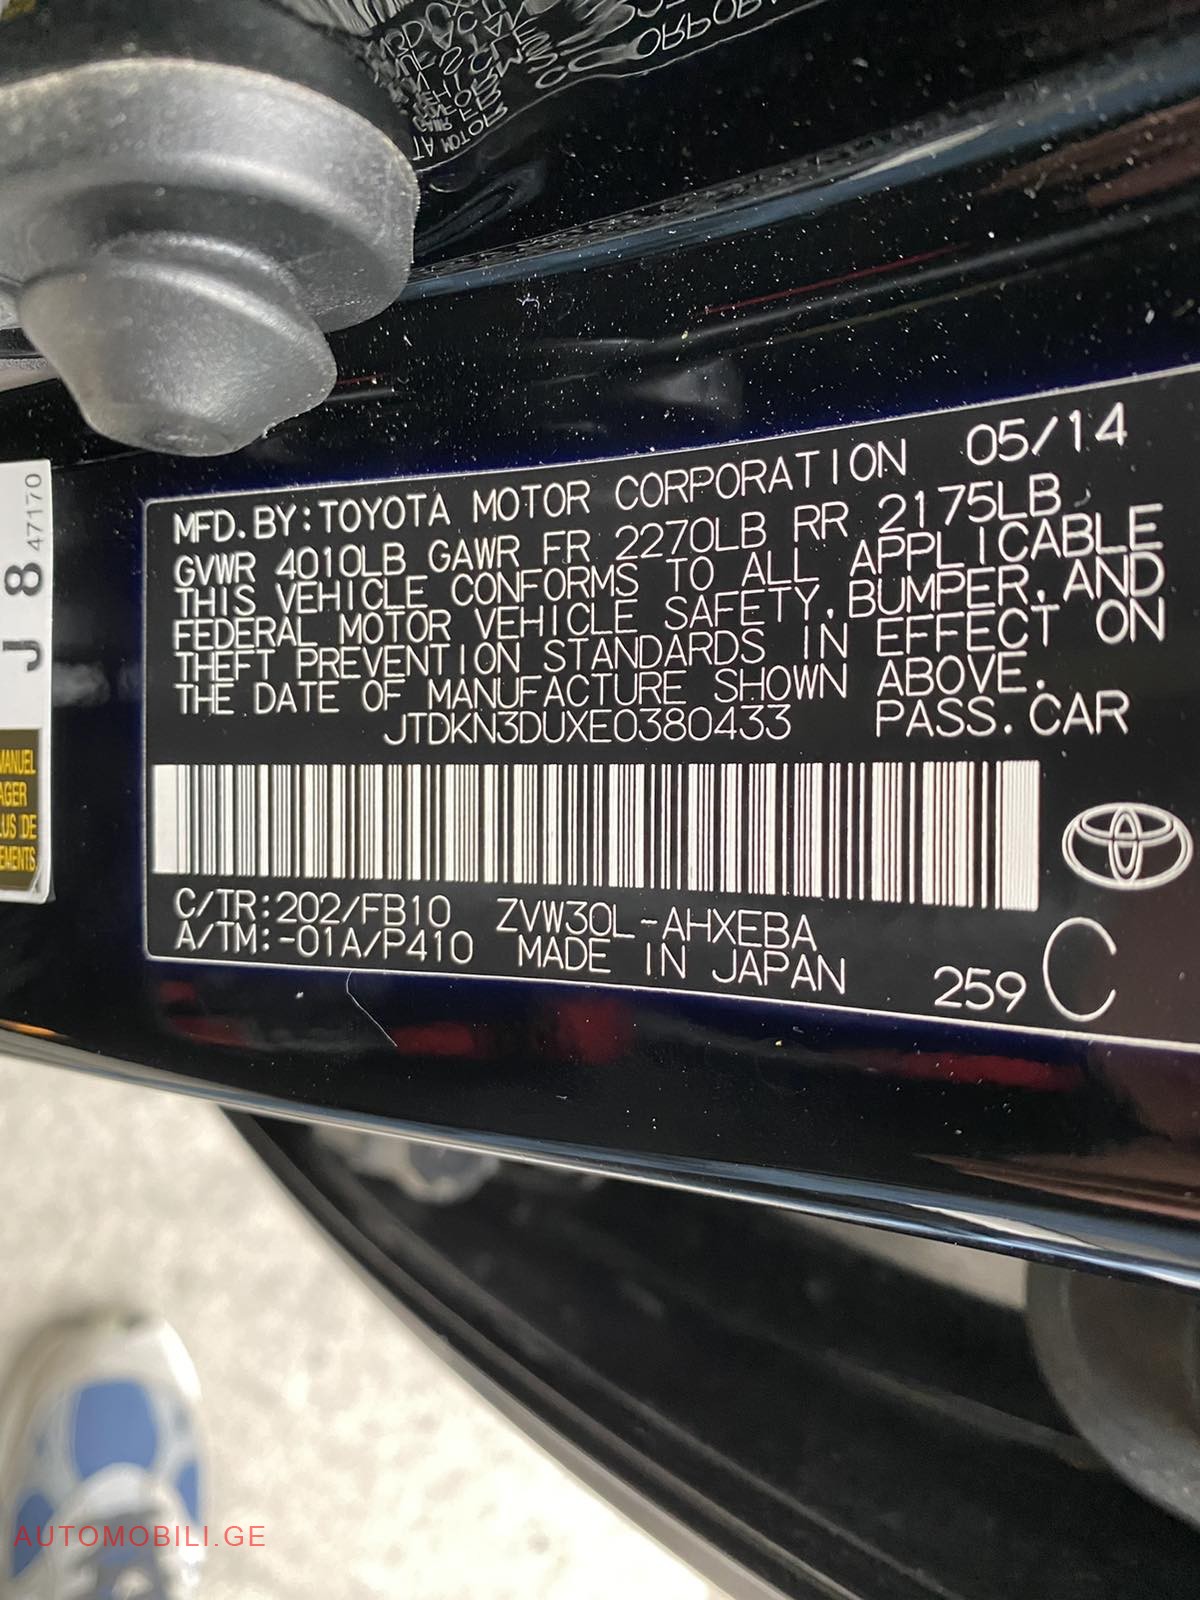 MFD.BY:TOYOTA MOTOR CORPORATION 05/14
GVWR 4010LB GAWR FR 2270LB RR 2175LB
THIS VEHICLE CONFORMS TO ALL APPLICABLE
FEDERAL MOTOR VEHICLE SAFETY, BUMPER, AND
THEFT PREVENTION STANDARDS IN EFFECT ON
THE DATE OF MANUFACTURE SHOWN ABOVE.
JTDKN3DUXE0380433 PASS.CAR
C/TR:202/FB10 ZVW30L-AHXEBA
A/TM:-01A/P410 MADE IN JAPAN
259 C
J 8 47170
MANUEL
LUS DE
AUTOMOBILI.GE